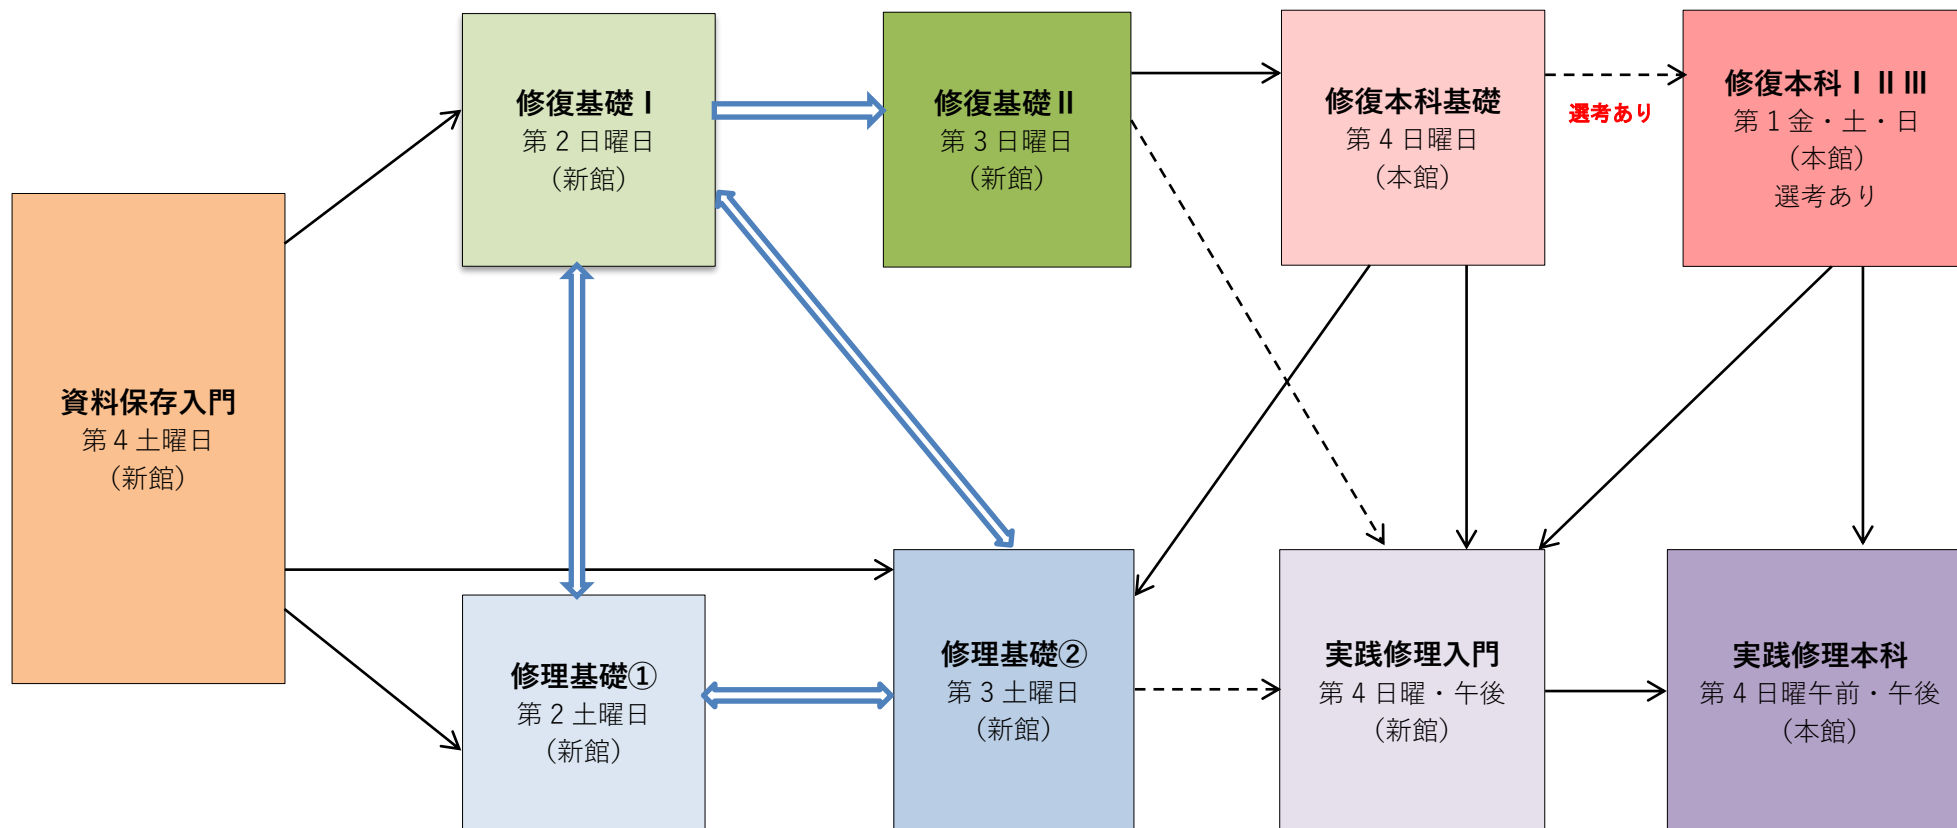 修復基礎Ⅰ
第２日曜日
（新館）
修復基礎Ⅱ
第３日曜日
（新館）
修復本科基礎
第４日曜日
（本館）
選考あり
修復本科ⅠⅡⅢ
第１金・土・日
（本館）
選考あり
資料保存入門
第４土曜日
（新館）
修理基礎①
第２土曜日
（新館）
修理基礎②
第３土曜日
（新館）
実践修理入門
第４日曜・午後
（新館）
実践修理本科
第４日曜午前・午後
（本館）